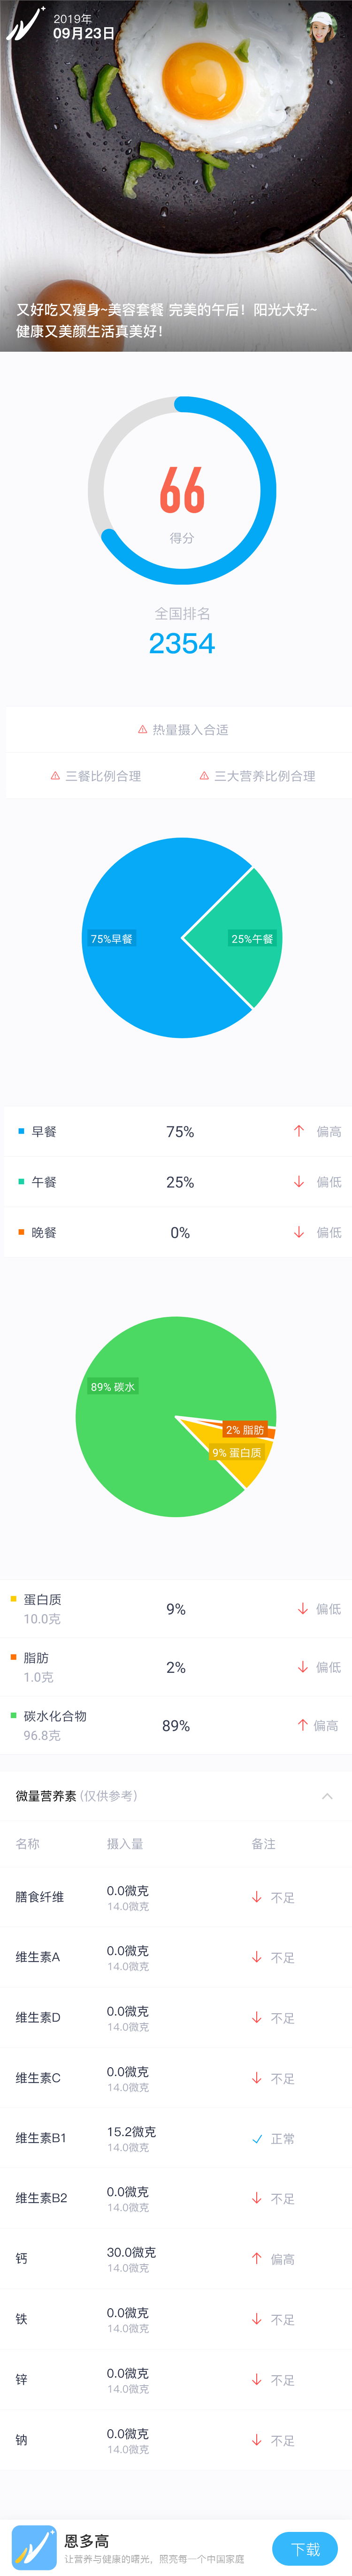 2019年
09月23日
又好吃又瘦身~美容套餐 完美的午后！阳光大好~
健康又美颜生活真美好！
66
得分
全国排名
2354
热量摄入合适
三餐比例合理 三大营养比例合理
75%早餐 25%午餐
早餐 75% 偏高
午餐 25% 偏低
晚餐 0% 偏低
89% 碳水
2% 脂肪
9% 蛋白质
蛋白质
10.0克
9% 偏低
脂肪
1.0克
2% 偏低
碳水化合物
96.8克
89% 偏高
微量营养素 (仅供参考)
名称 摄入量 备注
膳食纤维 0.0微克 不足
14.0微克
维生素A 0.0微克 不足
14.0微克
维生素D 0.0微克 不足
14.0微克
维生素C 0.0微克 不足
14.0微克
维生素B1 15.2微克 正常
14.0微克
维生素B2 0.0微克 不足
14.0微克
钙 30.0微克 偏高
14.0微克
铁 0.0微克 不足
14.0微克
锌 0.0微克 不足
14.0微克
钠 0.0微克 不足
14.0微克
恩多高
让营养与健康的曙光，照亮每一个中国家庭
下载